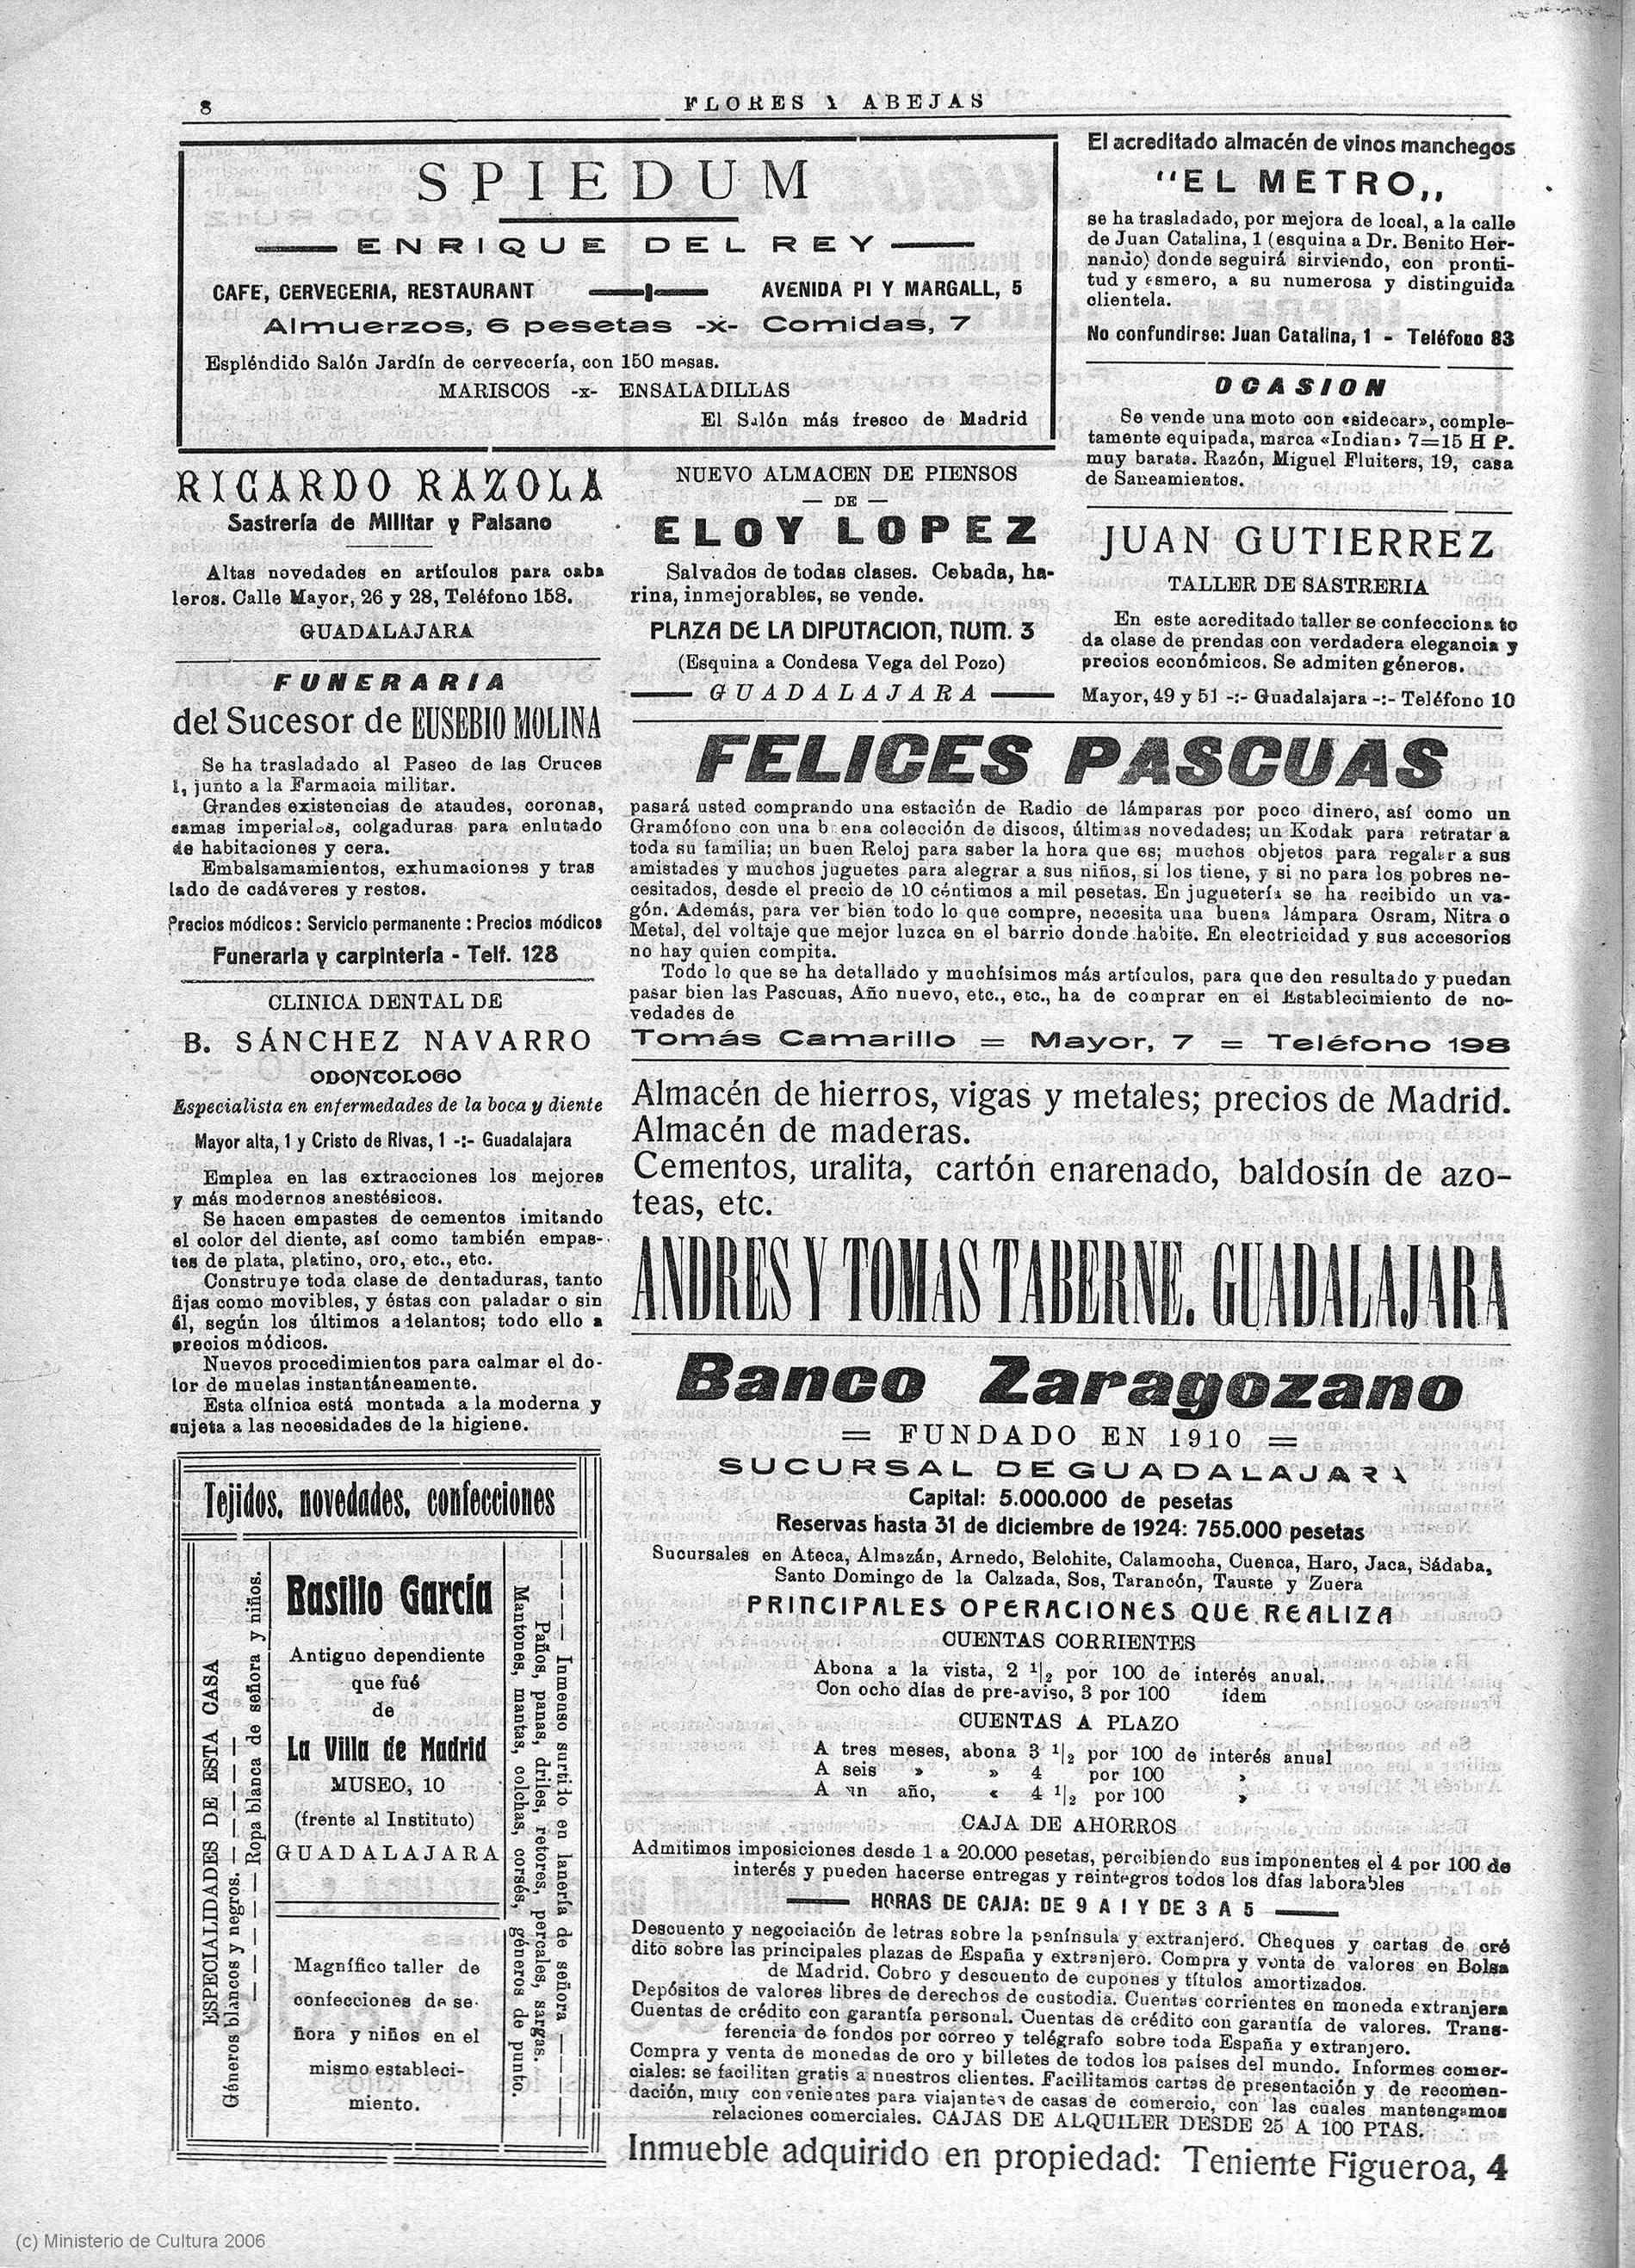 8
FLORES Y ABEJAS
SPIEDUM
ENRIQUE DEL REY
CAFE, CERVECERIA, RESTAURANT AVENIDA PI Y MARGALL, 5
Almuerzos, 6 pesetas -x- Comidas, 7
Espléndido Salón Jardín de cervecería, con 150 mesas.
MARISCOS -x- ENSALADILLAS
El Salón más fresco de Madrid
El acreditado almacén de vinos manchegos
"EL METRO,,
se ha trasladado, por mejora de local, a la calle
de Juan Catalina, 1 (esquina a Dr. Benito Her-
nando) donde seguirá sirviendo, con pronti-
tud y esmero, a su numerosa y distinguida
clientela.
No confundirse: Juan Catalina, 1 - Teléfono 83
OCASION
Se vende una moto con «sidecar», comple-
tamente equipada, marca «Indian» 7=15 H P.
muy barata. Razón, Miguel Fluiters, 19, casa
de Saneamientos.
RICARDO RAZOLA
Sastrería de Militar y Paisano
Altas novedades en artículos para caba
leros. Calle Mayor, 26 y 28, Teléfono 158.
GUADALAJARA
NUEVO ALMACEN DE PIENSOS
— DE —
ELOY LOPEZ
Salvados de todas clases. Cebada, ha-
rina, inmejorables, se vende.
PLAZA DE LA DIPUTACION, NUM. 3
(Esquina a Condesa Vega del Pozo)
GUADALAJARA
JUAN GUTIERREZ
TALLER DE SASTRERIA
En este acreditado taller se confecciona to
da clase de prendas con verdadera elegancia y
precios económicos. Se admiten géneros.
Mayor, 49 y 51 -:- Guadalajara -:- Teléfono 10
FUNERARIA
del Sucesor de EUSEBIO MOLINA
Se ha trasladado al Paseo de las Cruces
1, junto a la Farmacia militar.
Grandes existencias de ataudes, coronas,
camas imperiales, colgaduras para enlutado
de habitaciones y cera.
Embalsamamientos, exhumaciones y tras
lado de cadáveres y restos.
Precios módicos : Servicio permanente : Precios módicos
Funeraria y carpintería - Telf. 128
CLINICA DENTAL DE
B. SÁNCHEZ NAVARRO
ODONTOLOGO
Especialista en enfermedades de la boca y diente
Mayor alta, 1 y Cristo de Rivas, 1 -:- Guadalajara
Emplea en las extracciones los mejores
y más modernos anestésicos.
Se hacen empastes de cementos imitando
el color del diente, así como también empas-
tes de plata, platino, oro, etc., etc.
Construye toda clase de dentaduras, tanto
fijas como movibles, y éstas con paladar o sin
él, según los últimos adelantos; todo ello a
precios módicos.
Nuevos procedimientos para calmar el do-
lor de muelas instantáneamente.
Esta clínica está montada a la moderna y
sujeta a las necesidades de la higiene.
FELICES PASCUAS
pasará usted comprando una estación de Radio de lámparas por poco dinero, así como un
Gramófono con una buena colección de discos, últimas novedades; un Kodak para retratar a
toda su familia; un buen Reloj para saber la hora que es; muchos objetos para regalar a sus
amistades y muchos juguetes para alegrar a sus niños, si los tiene, y si no para los pobres ne-
cesitados, desde el precio de 10 céntimos a mil pesetas. En juguetería se ha recibido un va-
gón. Además, para ver bien todo lo que compre, necesita una buena lámpara Osram, Nitra o
Metal, del voltaje que mejor luzca en el barrio donde habite. En electricidad y sus accesorios
no hay quien compita.
Todo lo que se ha detallado y muchísimos más artículos, para que den resultado y puedan
pasar bien las Pascuas, Año nuevo, etc., etc., ha de comprar en el Establecimiento de no-
vedades de
Tomás Camarillo = Mayor, 7 = Teléfono 198
Almacén de hierros, vigas y metales; precios de Madrid.
Almacén de maderas.
Cementos, uralita, cartón enarenado, baldosín de azo-
teas, etc.
ANDRES Y TOMAS TABERNE. GUADALAJARA
Banco Zaragozano
= FUNDADO EN 1910 =
SUCURSAL DE GUADALAJARA
Capital: 5.000.000 de pesetas
Reservas hasta 31 de diciembre de 1924: 755.000 pesetas
Sucursales en Ateca, Almazán, Arnedo, Belchite, Calamocha, Cuenca, Haro, Jaca, Sádaba,
Santo Domingo de la Calzada, Sos, Tarancón, Tauste y Zuera
PRINCIPALES OPERACIONES QUE REALIZA
CUENTAS CORRIENTES
Abona a la vista, 2 1/2 por 100 de interés anual.
Con ocho días de pre-aviso, 3 por 100 idem
CUENTAS A PLAZO
A tres meses, abona 3 1/2 por 100 de interés anual
A seis » » 4 por 100 »
A un año, « 4 1/2 por 100 »
CAJA DE AHORROS
Admitimos imposiciones desde 1 a 20.000 pesetas, percibiendo sus imponentes el 4 por 100 de
interés y pueden hacerse entregas y reintegros todos los días laborables
HORAS DE CAJA: DE 9 A 1 Y DE 3 A 5
Descuento y negociación de letras sobre la península y extranjero. Cheques y cartas de cré
dito sobre las principales plazas de España y extranjero. Compra y venta de valores en Bolsa
de Madrid. Cobro y descuento de cupones y títulos amortizados.
Depósitos de valores libres de derechos de custodia. Cuentas corrientes en moneda extranjera
Cuentas de crédito con garantía personal. Cuentas de crédito con garantía de valores. Trans-
ferencia de fondos por correo y telégrafo sobre toda España y extranjero.
Compra y venta de monedas de oro y billetes de todos los países del mundo. Informes comer-
ciales: se facilitan gratis a nuestros clientes. Facilitamos cartas de presentación y de recomen-
dación, muy convenientes para viajantes de casas de comercio, con las cuales mantengamos
relaciones comerciales. CAJAS DE ALQUILER DESDE 25 A 100 PTAS.
Inmueble adquirido en propiedad: Teniente Figueroa, 4
Tejidos, novedades, confecciones
ESPECIALIDADES DE ESTA CASA
Géneros blancos y negros.
Ropa blanca de señora y niños.
Basilio García
Antiguo dependiente
que fué
de
La Villa de Madrid
MUSEO, 10
(frente al Instituto)
GUADALAJARA
Magnífico taller de
confecciones de se-
ñora y niños en el
mismo estableci-
miento.
Inmenso surtido en lanería de señora
Paños, panas, driles, retores, percales, sargas.
Mantones, mantas, colchas, corsés, géneros de punto.
(c) Ministerio de Cultura 2006